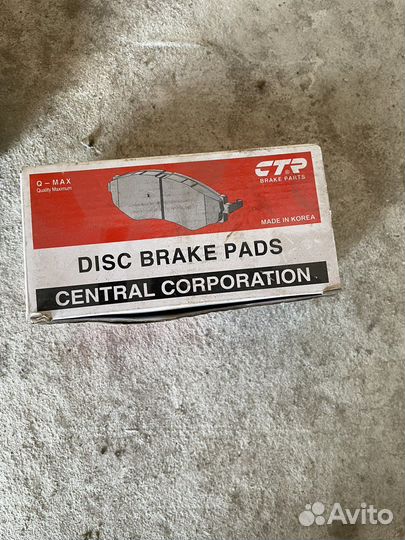 Q-MAX
Quality Maximum
CTR
BRAKE PARTS
MADE IN KOREA
DISC BRAKE PADS
CENTRAL CORPORATION
Avito